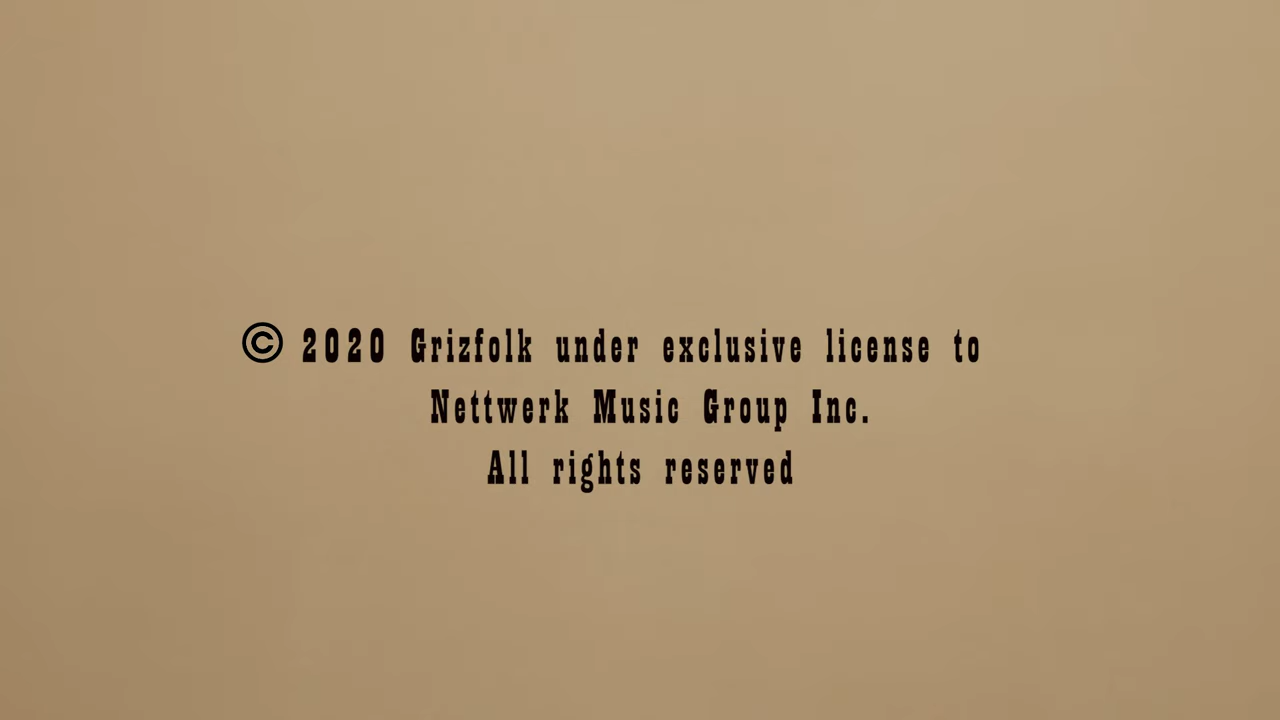 © 2020 Grizfolk under exclusive license to
Nettwerk Music Group Inc.
All rights reserved